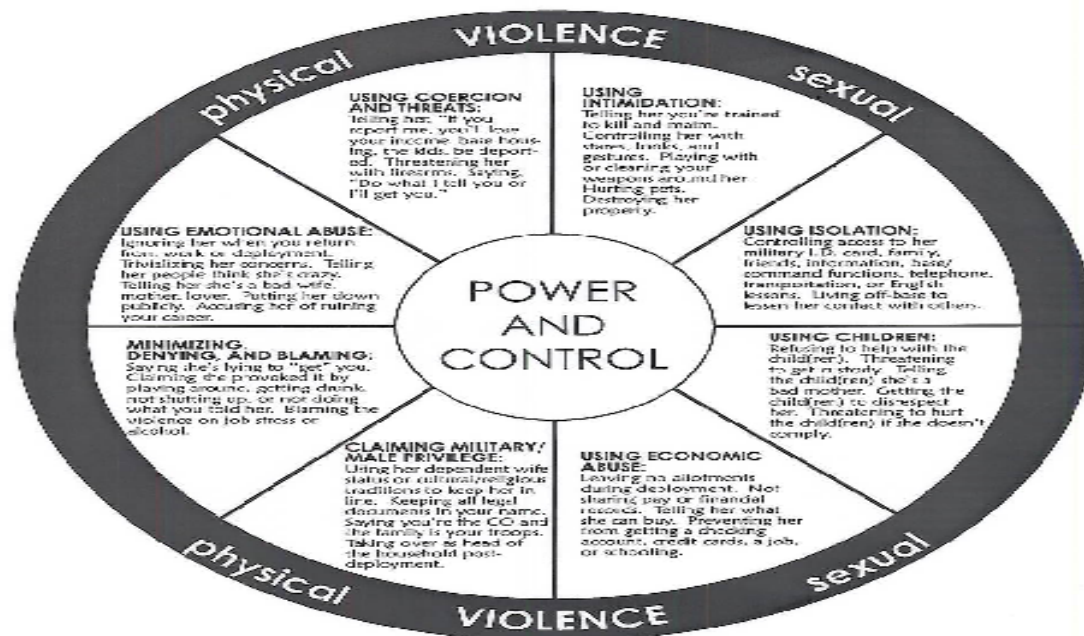 VIOLENCE
physical
sexual
USING COERCION
AND THREATS:
Telling her, "If you
report me, you'll lose
your income, base hous-
ing, the kids, be deport-
ed. Threatening her
with firearms. Saying,
"Do what I tell you or
I'll get you."
USING
INTIMIDATION:
Telling her you're trained
to kill and maim.
Controlling her with
stares, looks, and
gestures. Playing with
or cleaning your
weapons around her
Hurting pets.
Destroying her
property.
USING EMOTIONAL ABUSE:
Ignoring her when you return
from work or deployment.
Trivializing her concerns. Telling
her people think she's crazy.
Telling her she's a bad wife,
mother, lover. Putting her down
publicly. Accusing her of ruining
your career.
USING ISOLATION:
Controlling access to her
military I.D. card, family,
friends, information, base/
command functions, telephone,
transportation, or English
lessons. Living off-base to
lessen her contact with others.
POWER
AND
CONTROL
MINIMIZING,
DENYING, AND BLAMING:
Saying she's lying to "get" you.
Claiming she provoked it by
playing around, getting drunk,
not shutting up, or not doing
what you told her. Blaming the
violence on job stress or
alcohol.
USING CHILDREN:
Refusing to help with the
child(ren). Threatening
to get custody. Telling
the child(ren) she's a
bad mother. Getting the
child(ren) to disrespect
her. Threatening to hurt
the child(ren) if she doesn't
comply.
CLAIMING MILITARY/
MALE PRIVILEGE:
Using her dependent wife
status or cultural/religious
traditions to keep her in
line. Keeping all legal
documents in your name.
Saying you're the CO and
the family is your troops.
Taking over as head of
the household post-
deployment.
USING ECONOMIC
ABUSE:
Leaving no allotments
during deployment. Not
sharing pay or financial
records. Telling her what
she can buy. Preventing her
from getting a checking
account, credit cards, a job,
or schooling.
physical
sexual
VIOLENCE